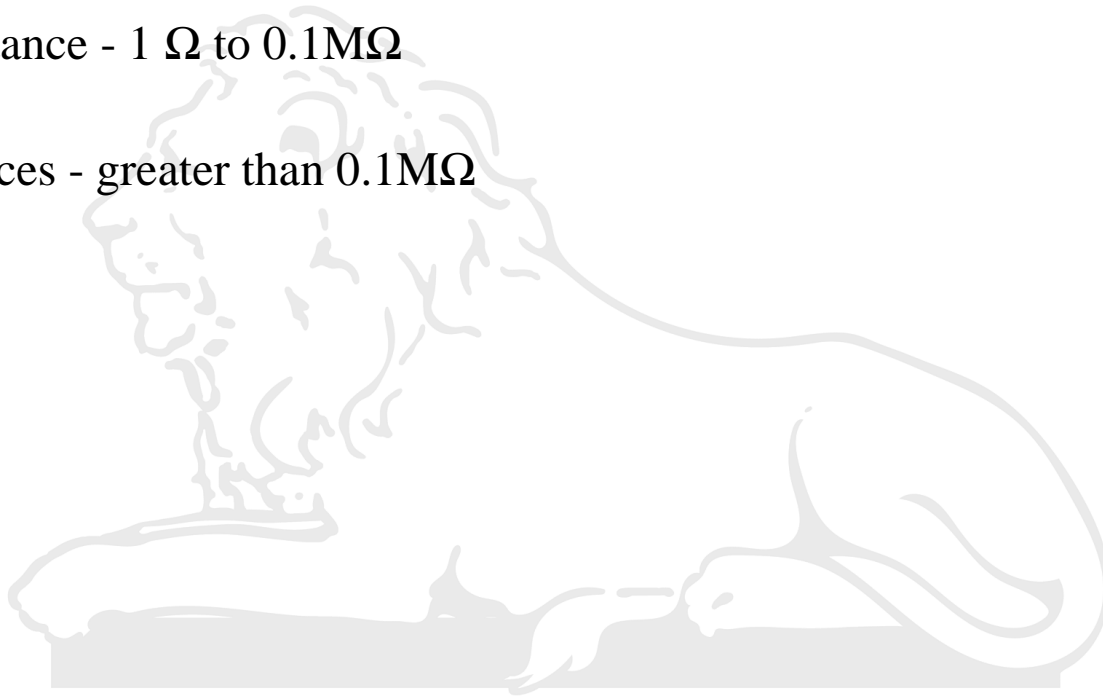 ance - 1 Ω to 0.1MΩ
ces - greater than 0.1MΩ